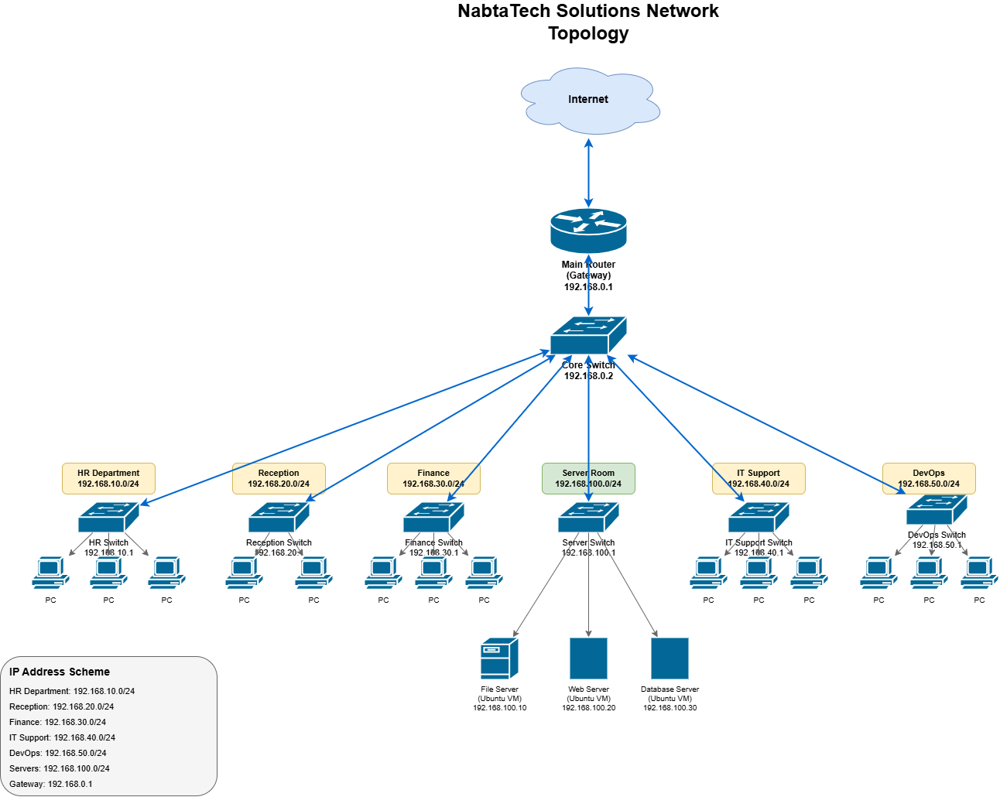 NabtaTech Solutions Network
Topology
Internet
Main Router
(Gateway)
192.168.0.1
Core Switch
192.168.0.2
HR Department
192.168.10.0/24
Reception
192.168.20.0/24
Finance
192.168.30.0/24
Server Room
192.168.100.0/24
IT Support
192.168.40.0/24
DevOps
192.168.50.0/24
HR Switch
192.168.10.1
Reception Switch
192.168.20
Finance Switch
192.168.30.1
Server Switch
192.168.100.1
IT Support Switch
192.168.40.1
DevOps Switch
192.168.50.1
PC
PC
PC
PC
PC
PC
PC
PC
PC
PC
PC
PC
PC
PC
File Server
(Ubuntu VM)
192.168.100.10
Web Server
(Ubuntu VM)
192.168.100.20
Database Server
(Ubuntu VM)
192.168.100.30
IP Address Scheme
HR Department: 192.168.10.0/24
Reception: 192.168.20.0/24
Finance: 192.168.30.0/24
IT Support: 192.168.40.0/24
DevOps: 192.168.50.0/24
Servers: 192.168.100.0/24
Gateway: 192.168.0.1